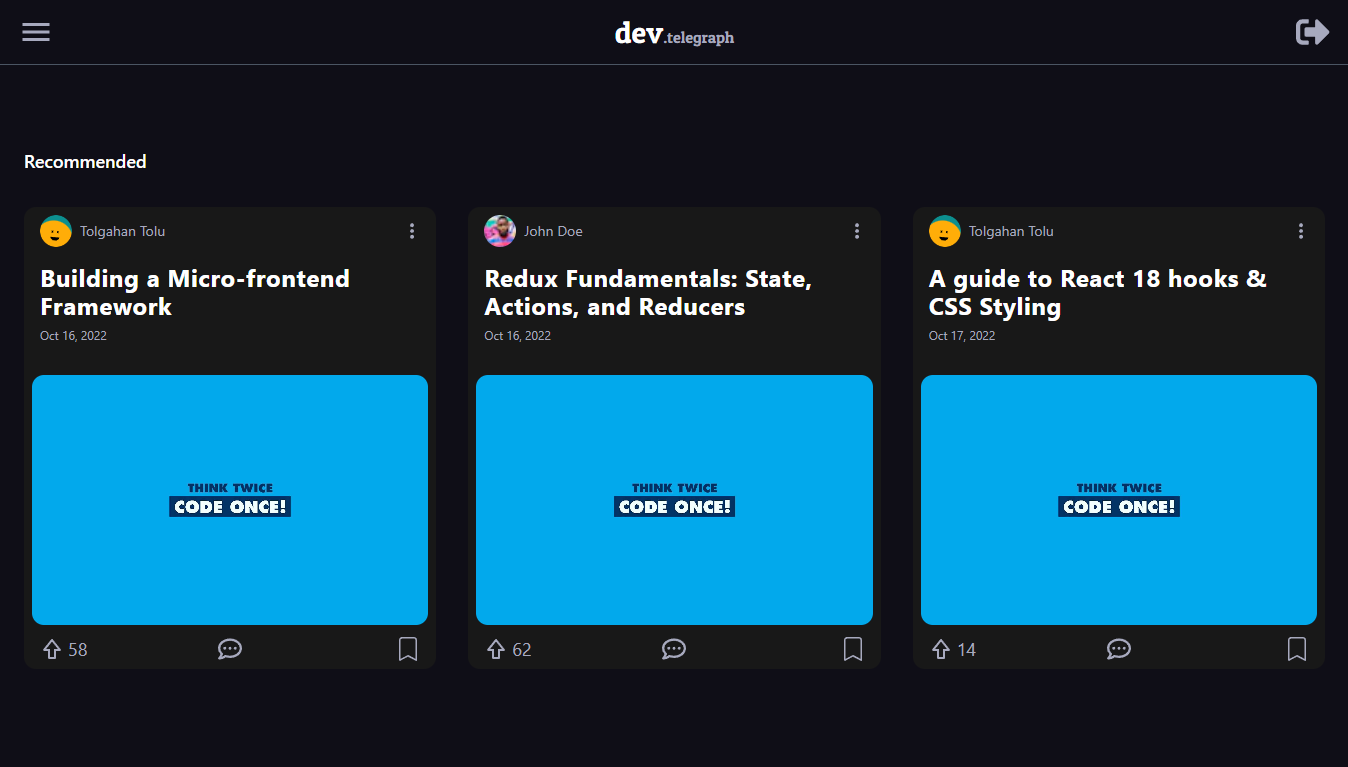 dev.telegraph
Recommended
Tolgahan Tolu
Building a Micro-frontend
Framework
Oct 16, 2022
THINK TWICE
CODE ONCE!
58
John Doe
Redux Fundamentals: State,
Actions, and Reducers
Oct 16, 2022
THINK TWICE
CODE ONCE!
62
Tolgahan Tolu
A guide to React 18 hooks &
CSS Styling
Oct 17, 2022
THINK TWICE
CODE ONCE!
14